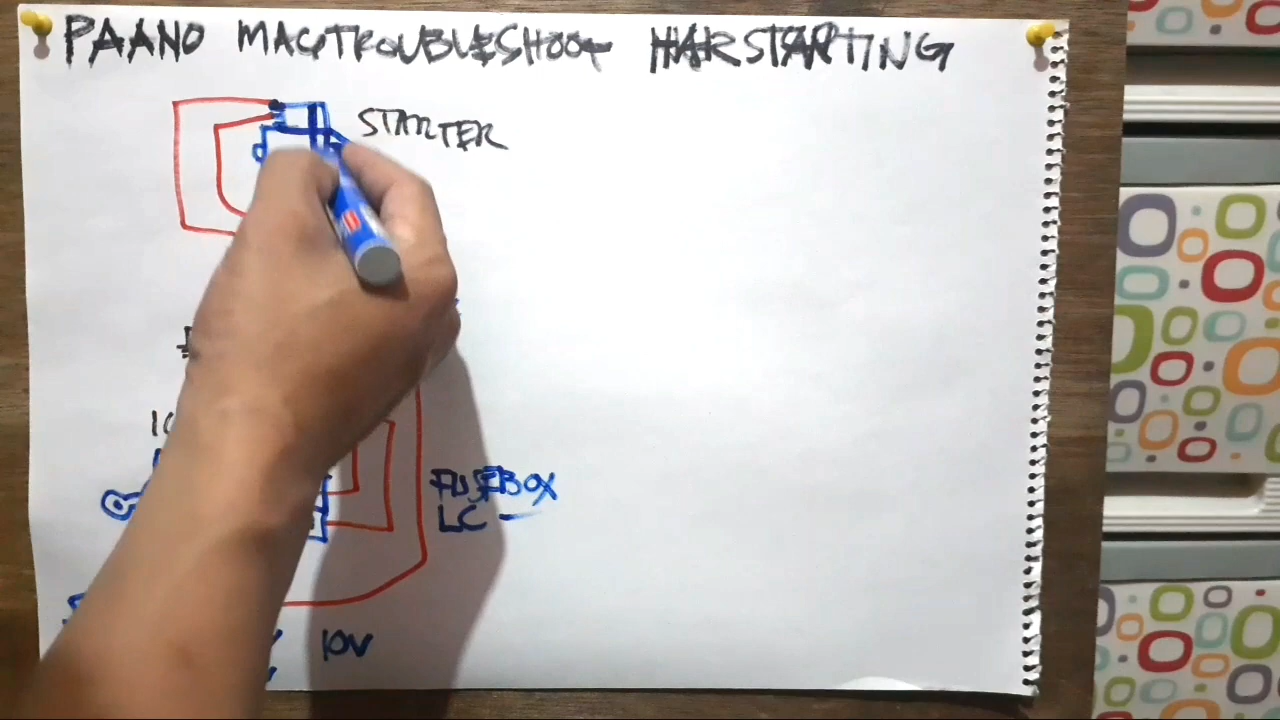 PAANO MAGTROUBLESHOOT HARSTARTING
STARTER
FUSEBOX
LC
10V